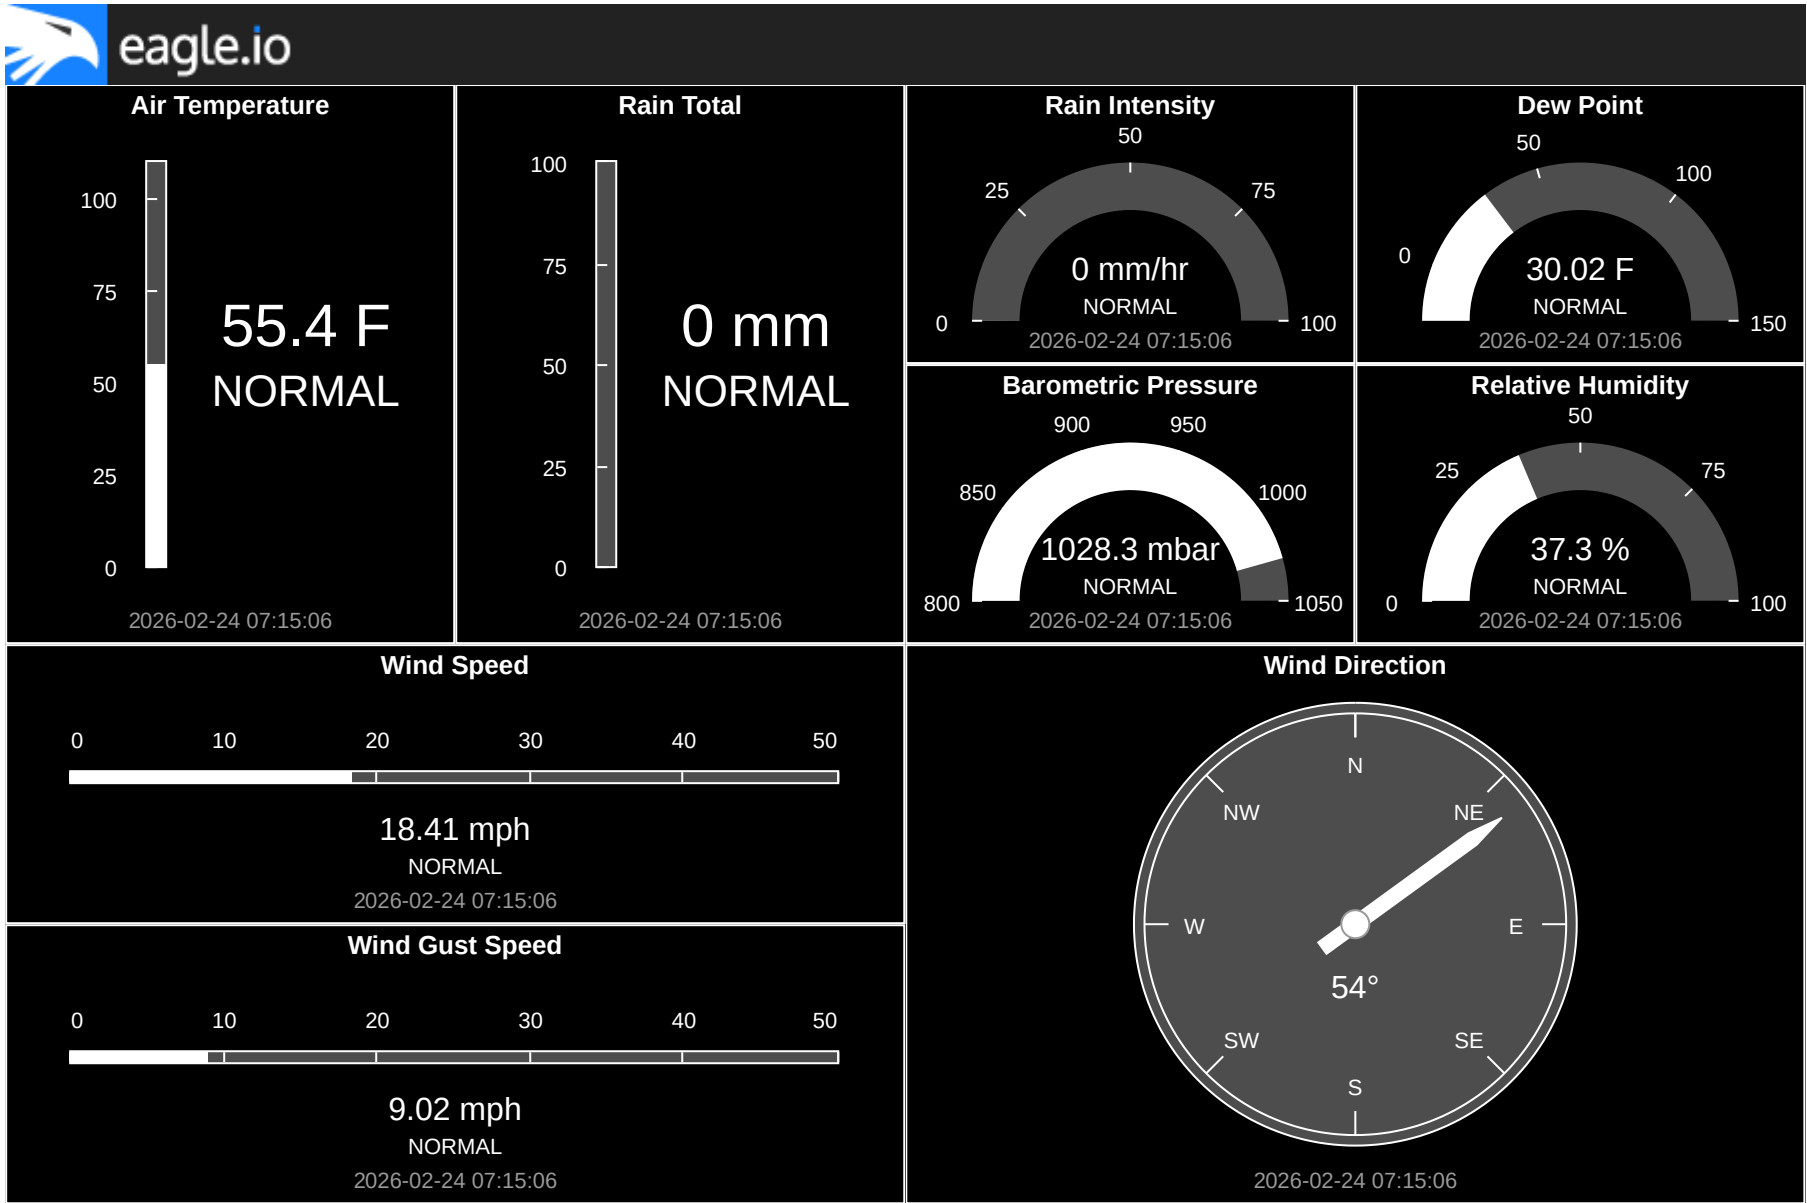 eagle.io
Air Temperature
100
75
50
25
0
55.4 F
NORMAL
2026-02-24 07:15:06
Rain Total
100
75
50
25
0
0 mm
NORMAL
2026-02-24 07:15:06
Rain Intensity
50
25
75
0
100
0 mm/hr
NORMAL
2026-02-24 07:15:06
Dew Point
50
100
0
150
30.02 F
NORMAL
2026-02-24 07:15:06
Barometric Pressure
900
950
850
1000
800
1050
1028.3 mbar
NORMAL
2026-02-24 07:15:06
Relative Humidity
50
25
75
0
100
37.3 %
NORMAL
2026-02-24 07:15:06
Wind Speed
0 10 20 30 40 50
18.41 mph
NORMAL
2026-02-24 07:15:06
Wind Gust Speed
0 10 20 30 40 50
9.02 mph
NORMAL
2026-02-24 07:15:06
Wind Direction
N
NW
NE
W
E
54°
SW
SE
S
2026-02-24 07:15:06